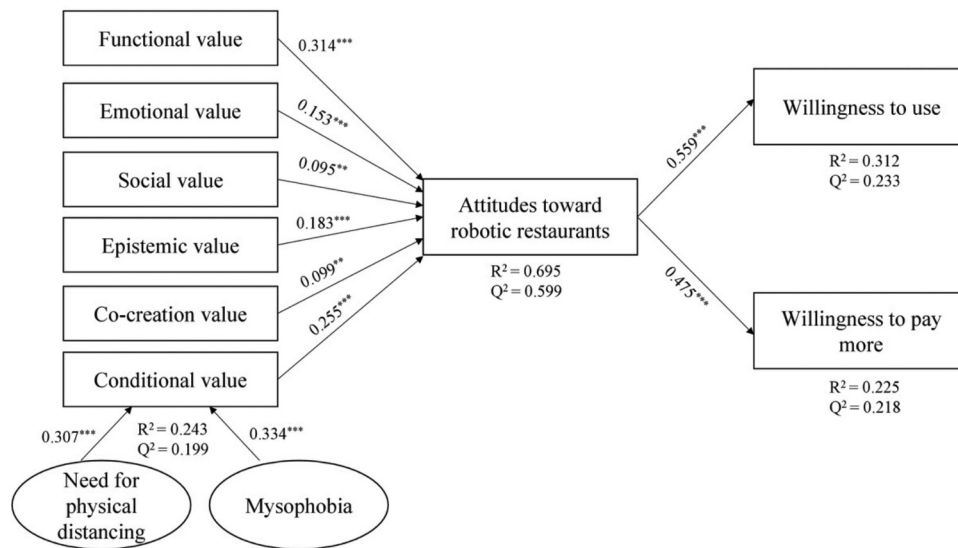 Functional value
0.314***
Emotional value
0.153***
Social value
0.095**
Epistemic value
0.183***
Co-creation value
0.099**
Conditional value
0.255***
0.307***
R² = 0.243
Q² = 0.199
0.334***
Need for
physical
distancing
Mysophobia
Attitudes toward
robotic restaurants
R² = 0.695
Q² = 0.599
0.559***
Willingness to use
R² = 0.312
Q² = 0.233
0.475***
Willingness to pay
more
R² = 0.225
Q² = 0.218